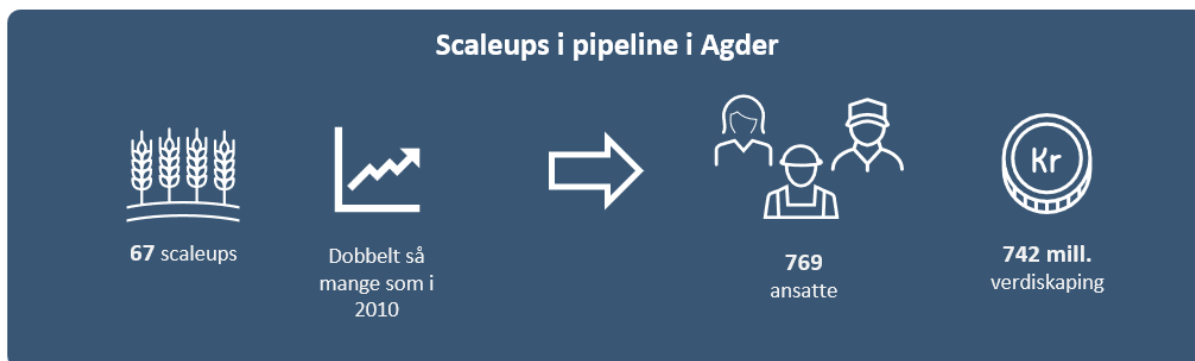 Scaleups i pipeline i Agder
67 scaleups
Dobbelt så
mange som i
2010
769
ansatte
Kr
742 mill.
verdiskaping